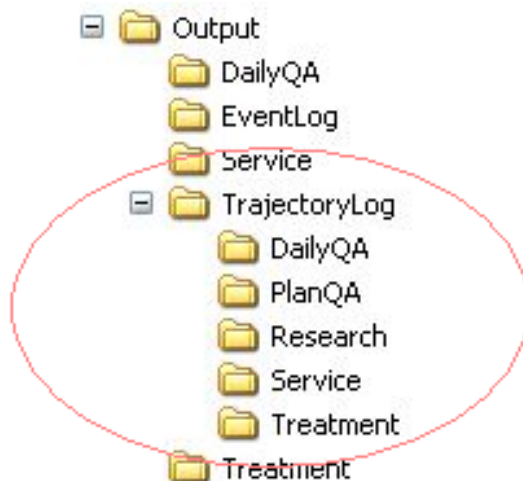 Output
DailyQA
EventLog
Service
TrajectoryLog
DailyQA
PlanQA
Research
Service
Treatment
Treatment